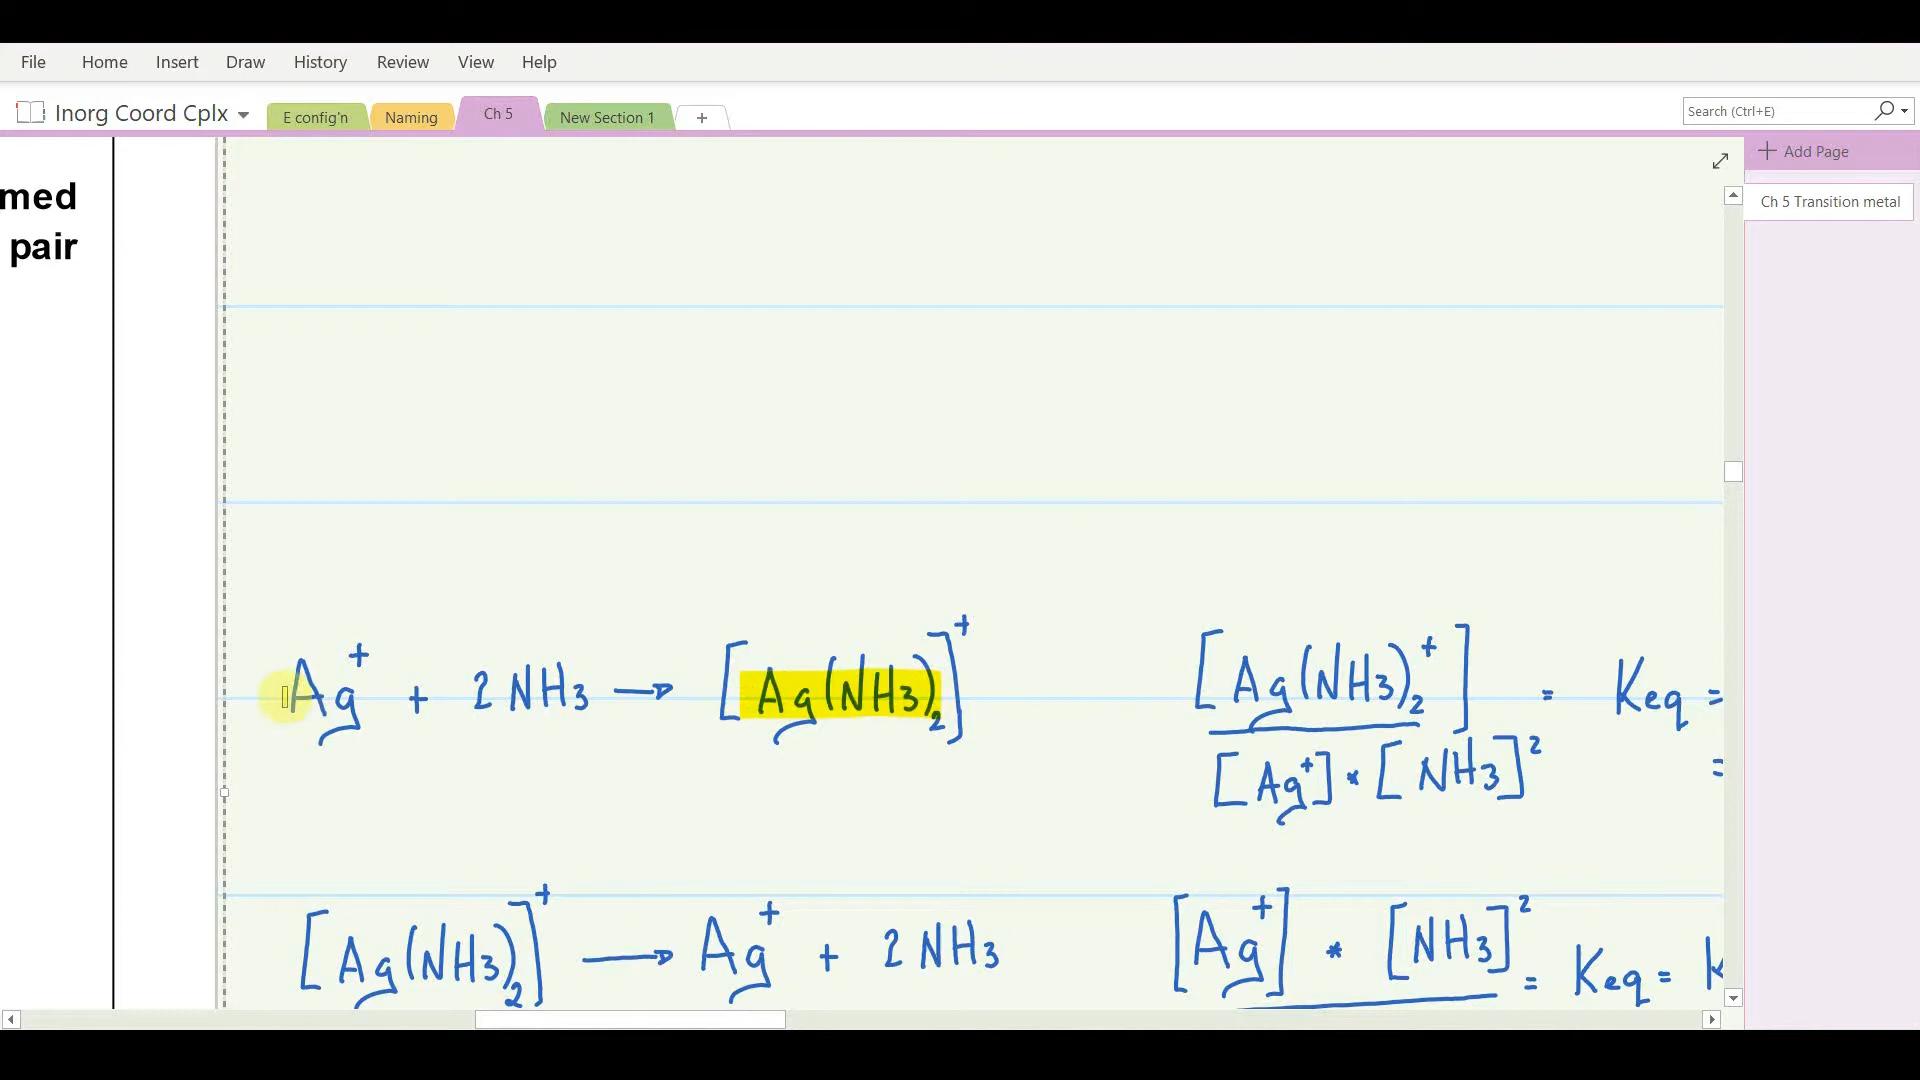 File Home Insert Draw History Review View Help
Inorg Coord Cplx E config'n Naming Ch 5 New Section 1 + Search (Ctrl+E)
Add Page
Ch 5 Transition metal
med
pair
Ag⁺ + 2 NH3 → [Ag(NH3)₂]⁺
[Ag(NH3)₂⁺] / [Ag⁺] * [NH3]² = Keq =
=
[Ag(NH3)₂]⁺ → Ag⁺ + 2 NH3
[Ag⁺] * [NH3]² = Keq =